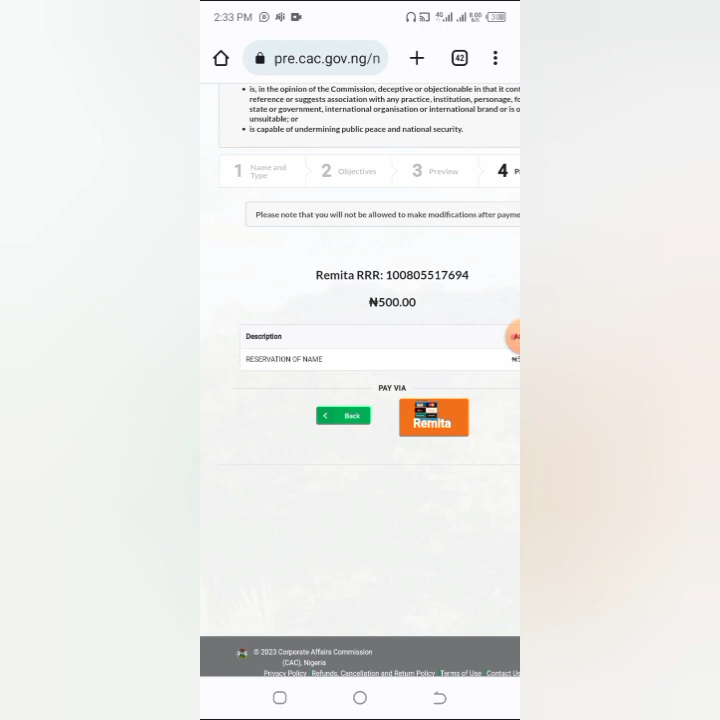 2:33 PM
4G
8.00
30
pre.cac.gov.ng/n
42
is, in the opinion of the Commission, deceptive or objectionable in that it
reference or suggests association with any practice, institution, personage,
state or government, international organisation or international brand or is
unsuitable; or
is capable of undermining public peace and national security.
1 Name and Type
2 Objectives
3 Preview
4
Please note that you will not be allowed to make modifications after
Remita RRR: 100805517694
₦500.00
Description
RESERVATION OF NAME
PAY VIA
Back
Remita
© 2023 Corporate Affairs Commission
(CAC), Nigeria
Privacy Policy Refunds, Cancellation and Return Policy Terms of Use Contact